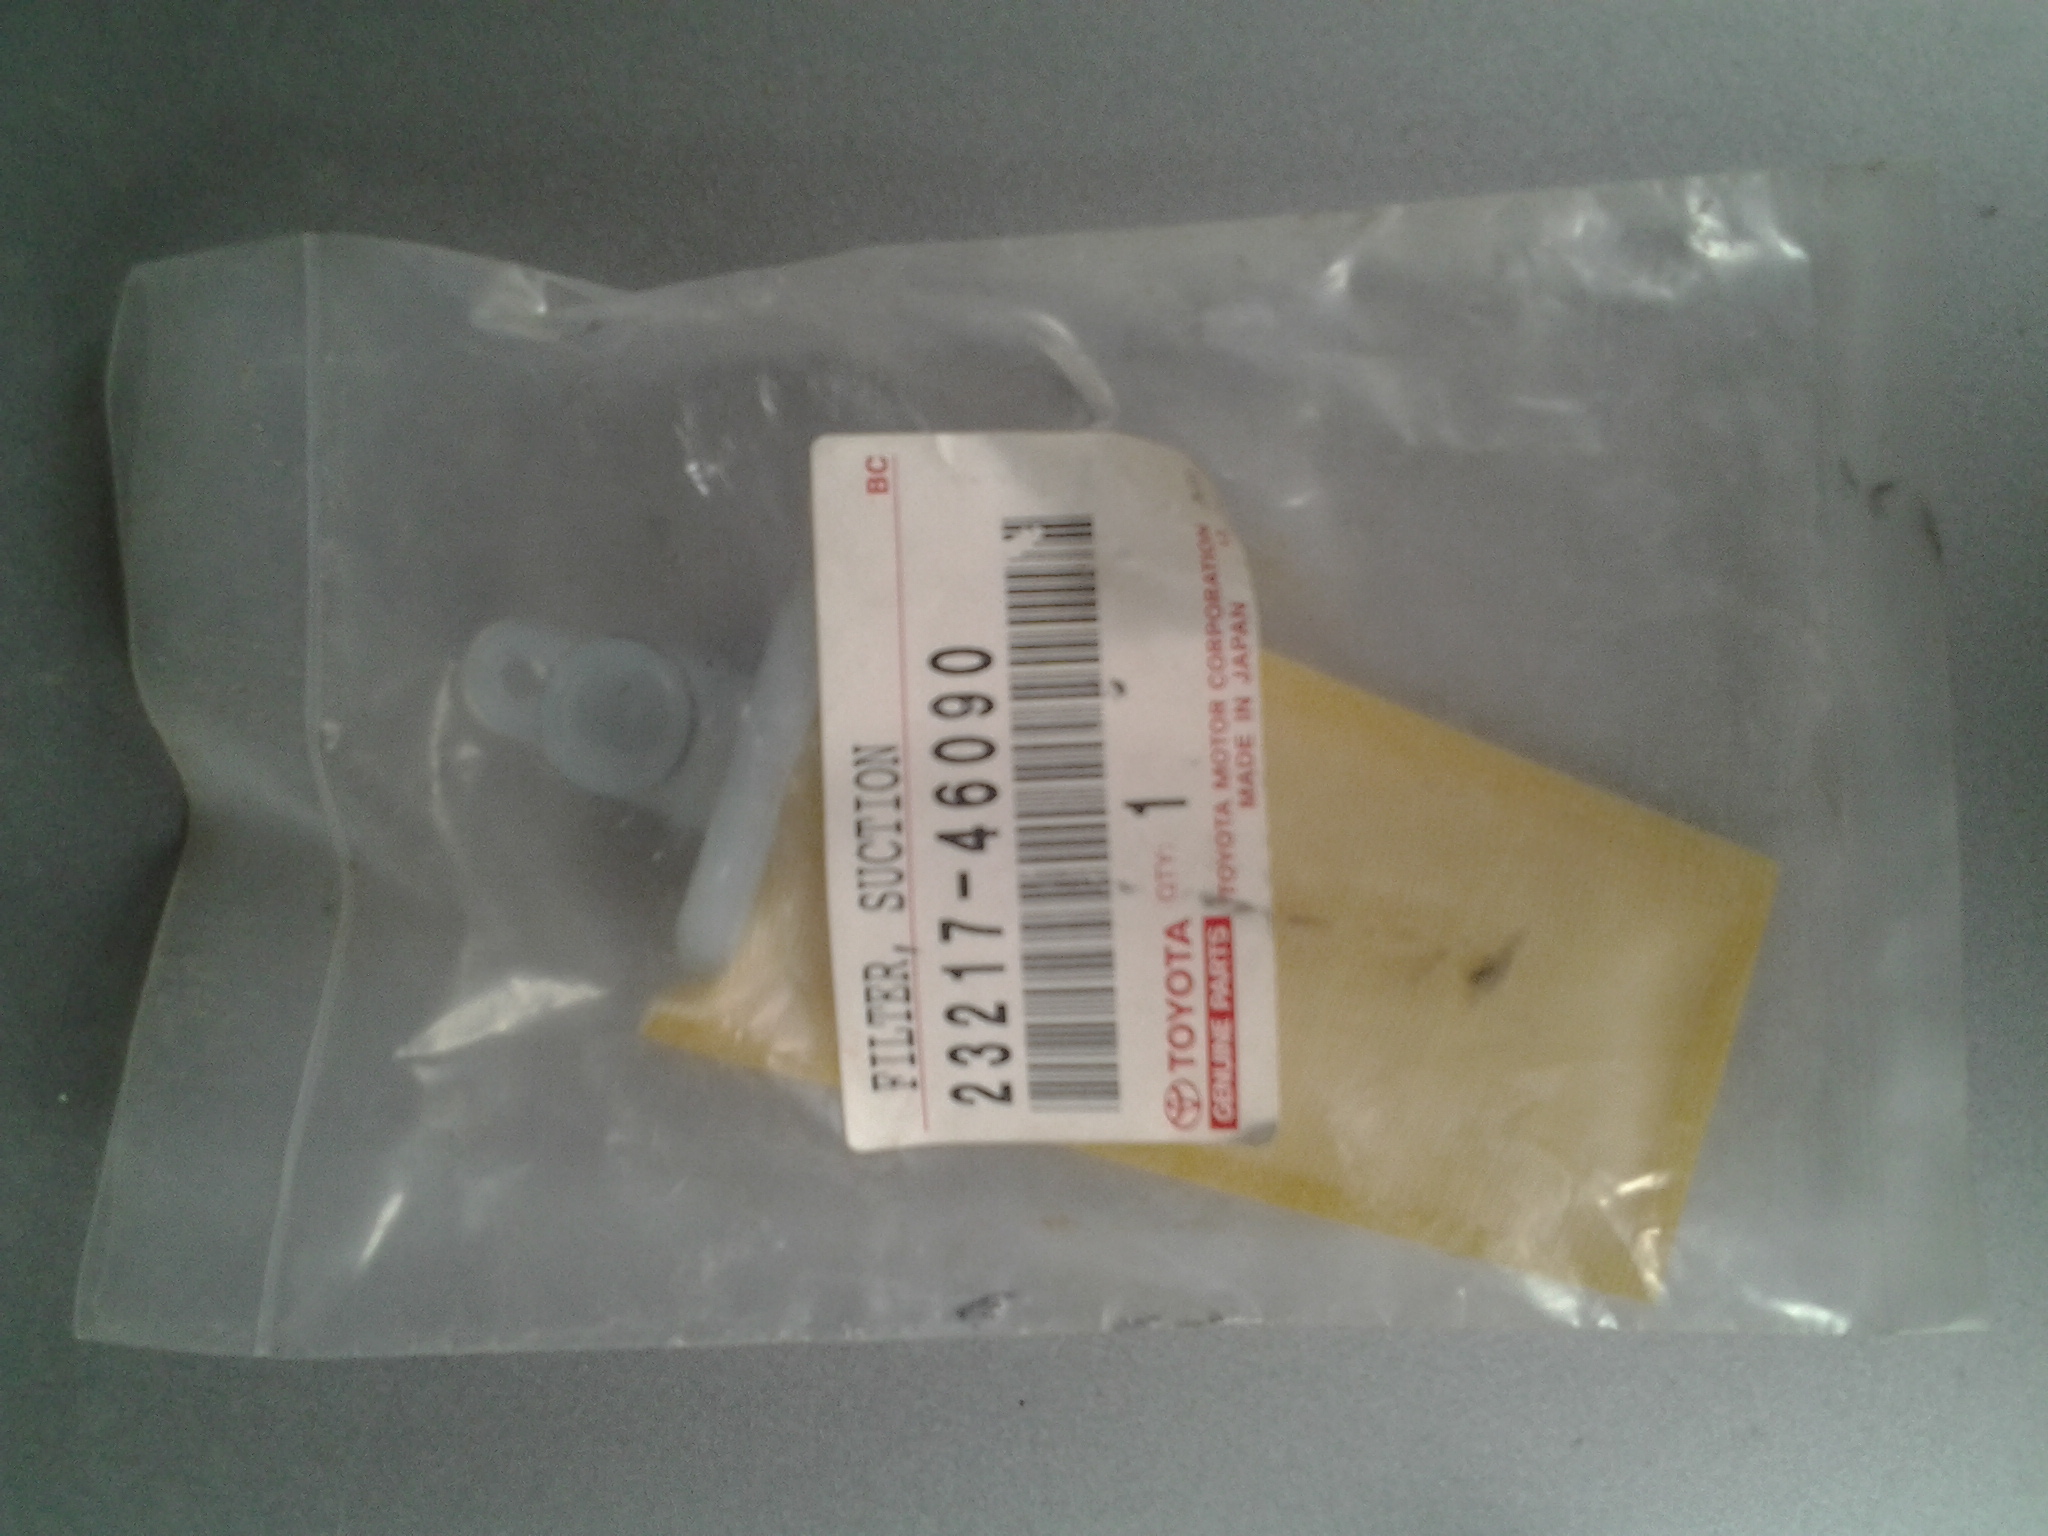 BC
FILTER, SUCTION
23217-46090
QTY: 1
TOYOTA
GENUINE PARTS
TOYOTA MOTOR CORPORATION
MADE IN JAPAN